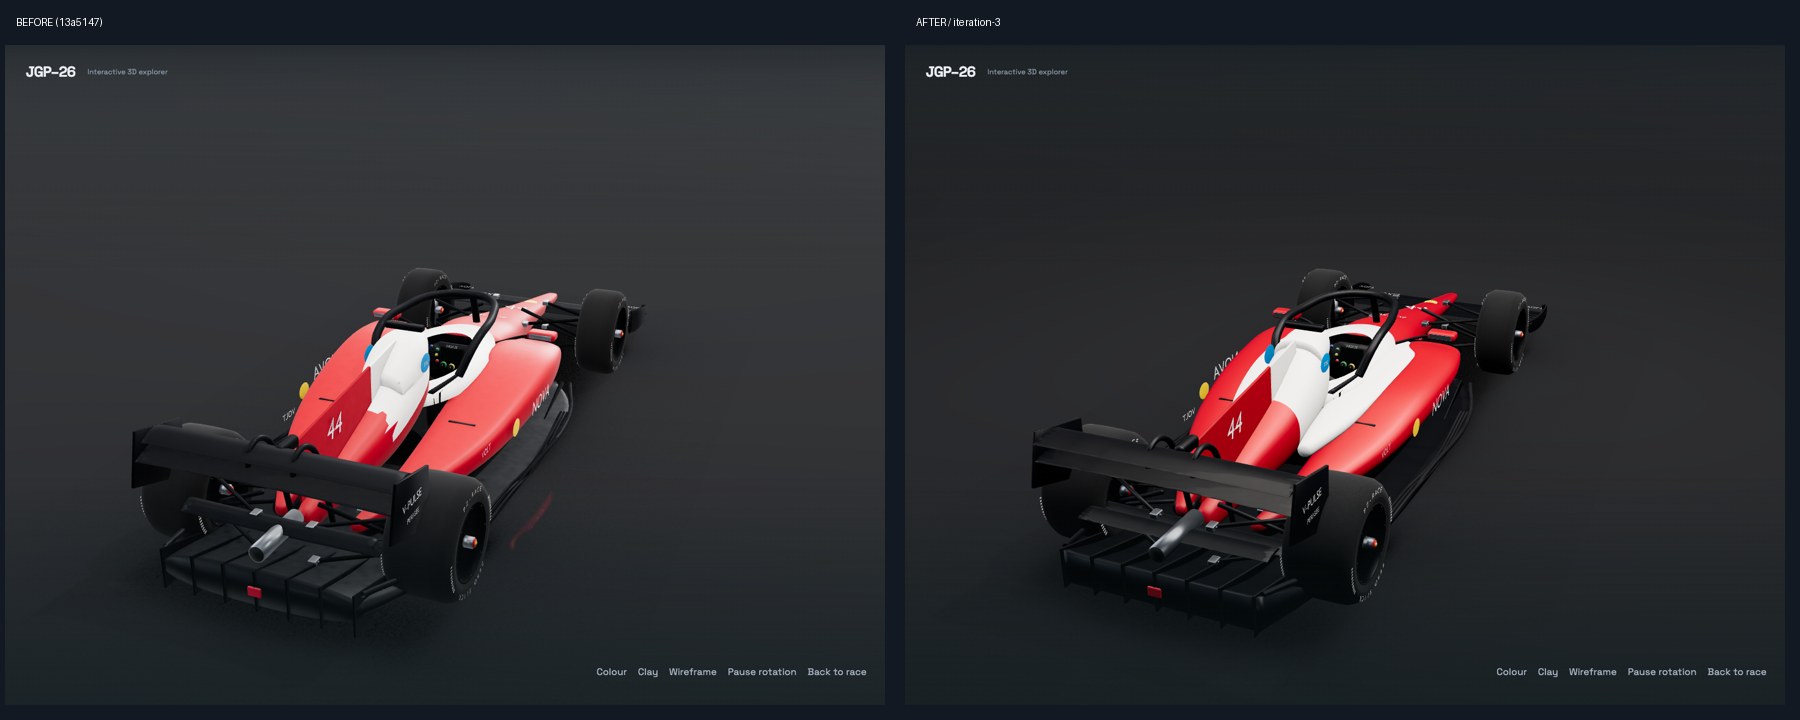 BEFORE (13a5147)
AFTER / iteration-3
JGP-26 Interactive 3D explorer
JGP-26 Interactive 3D explorer
NOVA
44
V-PULSE
NOVA
44
V-PULSE
Colour Clay Wireframe Pause rotation Back to race
Colour Clay Wireframe Pause rotation Back to race